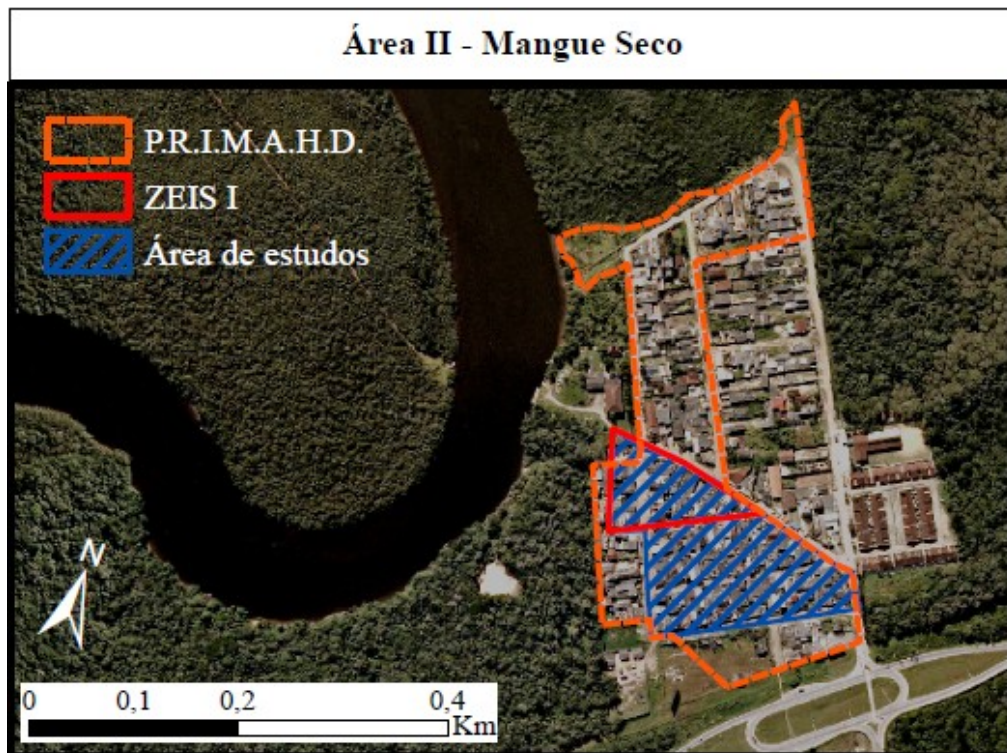 Área II - Mangue Seco
P.R.I.M.A.H.D.
ZEIS I
Área de estudos
N
0 0,1 0,2 0,4
Km